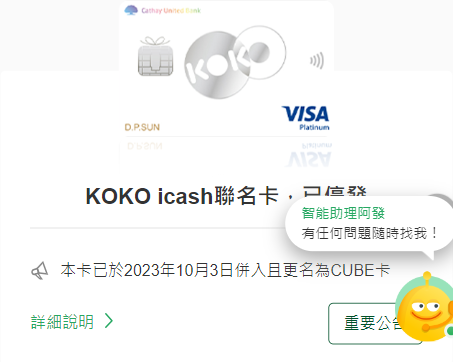 Cathay United Bank
KOKO
D.P.SUN
VISA
Platinum
KOKO icash聯名卡．已停發
智能助理阿發
有任何問題隨時找我！
本卡已於2023年10月3日併入且更名為CUBE卡
詳細說明
重要公告